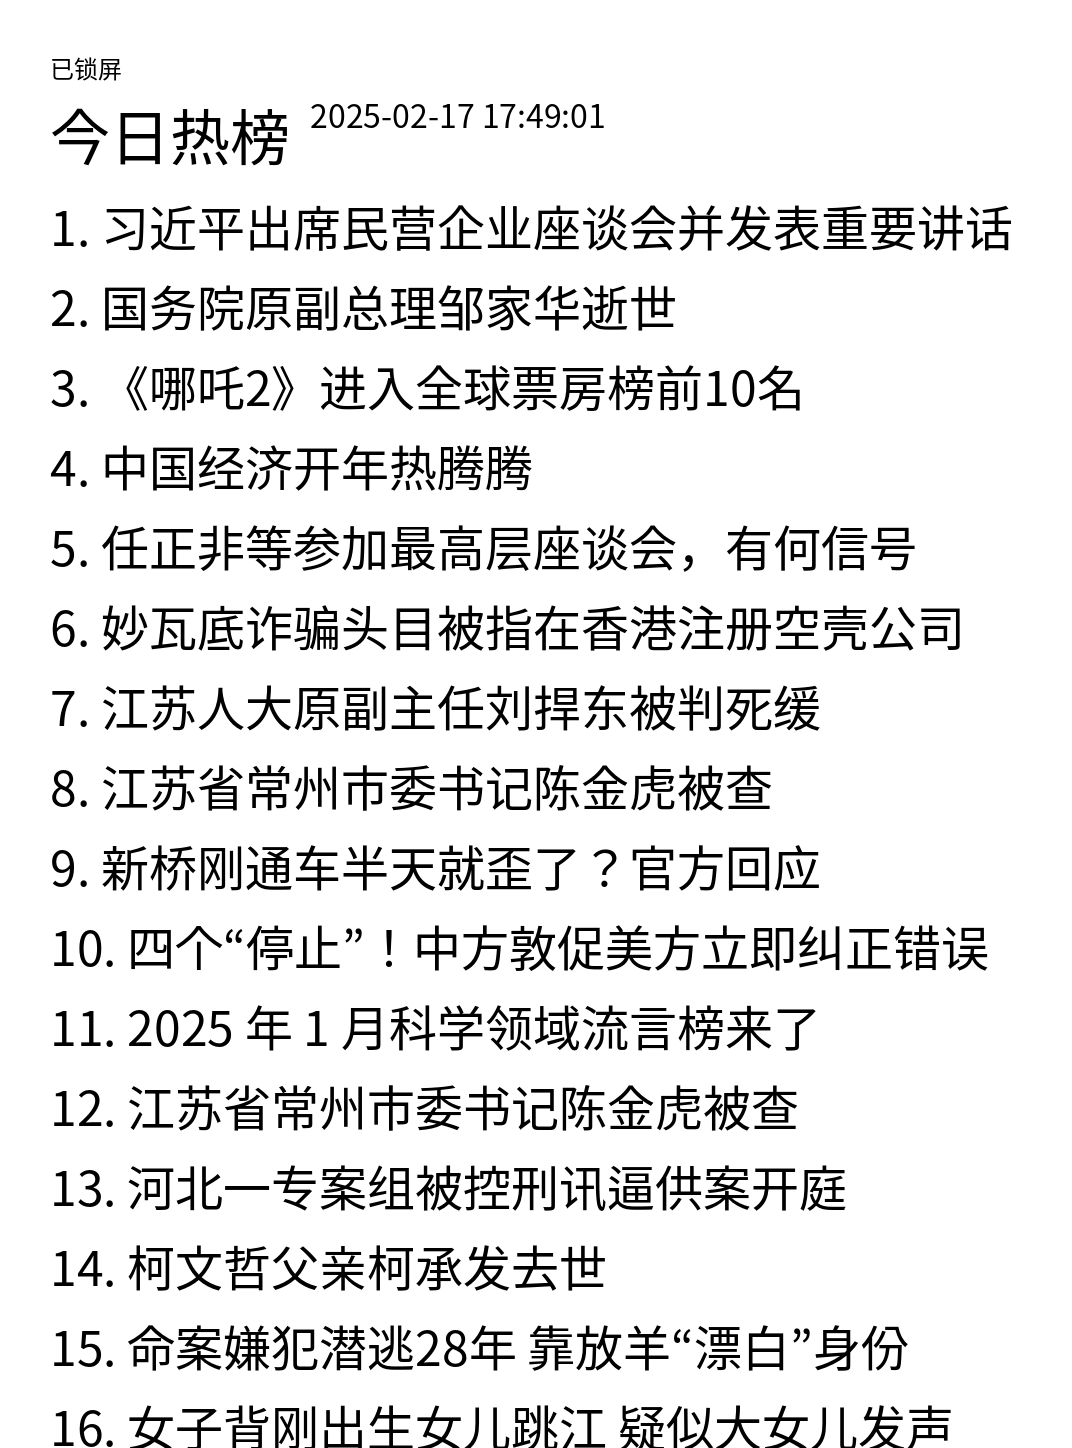 已锁屏
今日热榜 2025-02-17 17:49:01
1. 习近平出席民营企业座谈会并发表重要讲话
2. 国务院原副总理邹家华逝世
3. 《哪吒2》进入全球票房榜前10名
4. 中国经济开年热腾腾
5. 任正非等参加最高层座谈会，有何信号
6. 妙瓦底诈骗头目被指在香港注册空壳公司
7. 江苏人大原副主任刘捍东被判死缓
8. 江苏省常州市委书记陈金虎被查
9. 新桥刚通车半天就歪了？官方回应
10. 四个“停止”！中方敦促美方立即纠正错误
11. 2025 年 1 月科学领域流言榜来了
12. 江苏省常州市委书记陈金虎被查
13. 河北一专案组被控刑讯逼供案开庭
14. 柯文哲父亲柯承发去世
15. 命案嫌犯潜逃28年 靠放羊“漂白”身份
16. 女子背刚出生女儿跳江 疑似大女儿发声